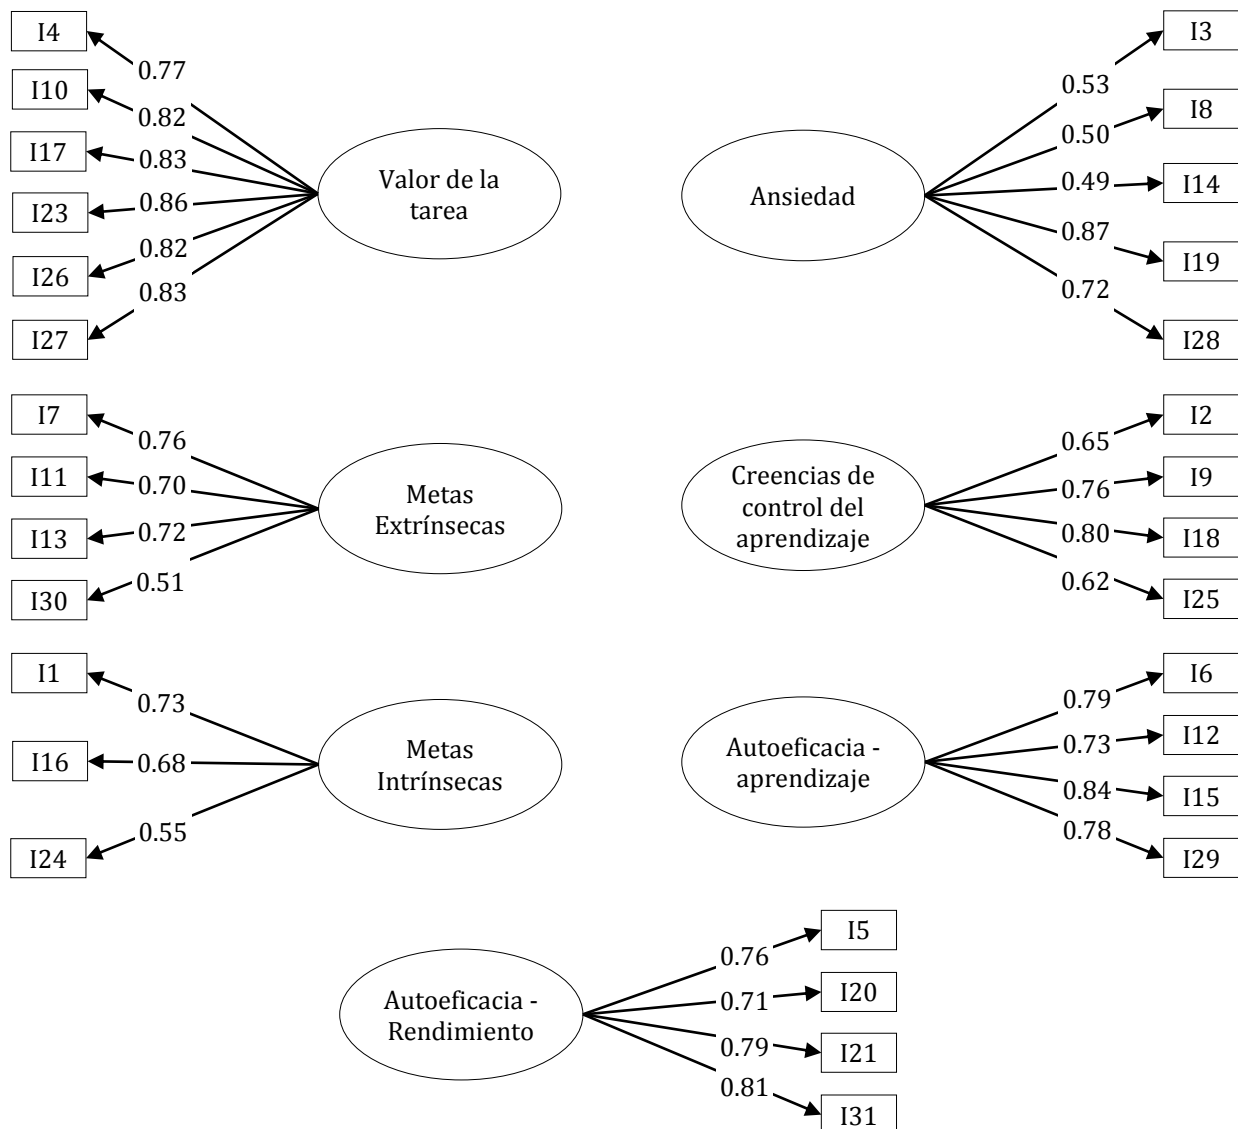 I4
0.77
I10
0.82
I17
0.83
I23
0.86
I26
0.82
I27
0.83
Valor de la
tarea
Ansiedad
I3
0.53
I8
0.50
I14
0.49
I19
0.87
I28
0.72
I7
0.76
I11
0.70
I13
0.72
I30
0.51
Metas
Extrínsecas
Creencias de
control del
aprendizaje
I2
0.65
I9
0.76
I18
0.80
I25
0.62
I1
0.73
I16
0.68
I24
0.55
Metas
Intrínsecas
Autoeficacia -
aprendizaje
I6
0.79
I12
0.73
I15
0.84
I29
0.78
Autoeficacia -
Rendimiento
I5
0.76
I20
0.71
I21
0.79
I31
0.81